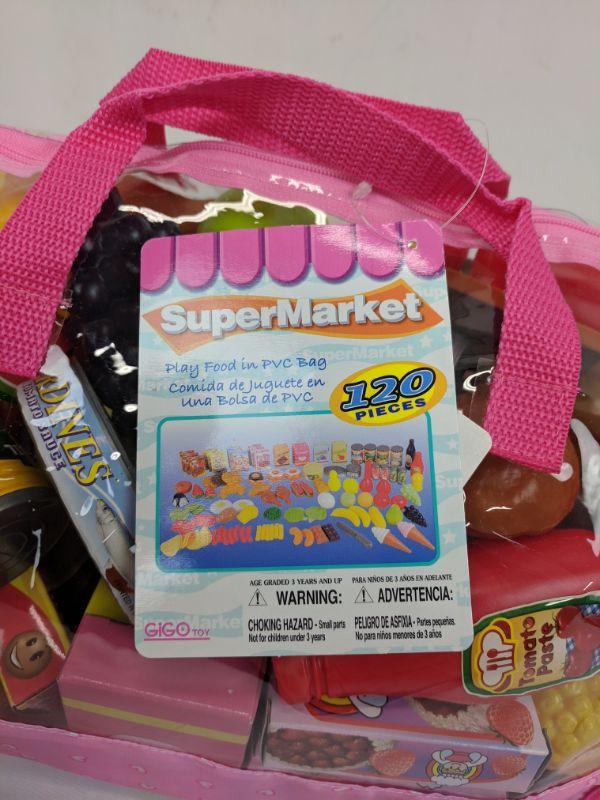 SuperMarket
Play Food in PVC Bag
Comida de Juguete en
Una Bolsa de PVC
120
PIECES
AGE GRADED 3 YEARS AND UP
WARNING:
CHOKING HAZARD - Small parts
Not for children under 3 years
PARA NIÑOS DE 3 AÑOS EN ADELANTE
ADVERTENCIA:
PELIGRO DE ASFIXIA - Partes pequeñas.
No para niños menores de 3 años
GiGO TOY
DINES
TOMATO SAUCE
Tomato
Paste